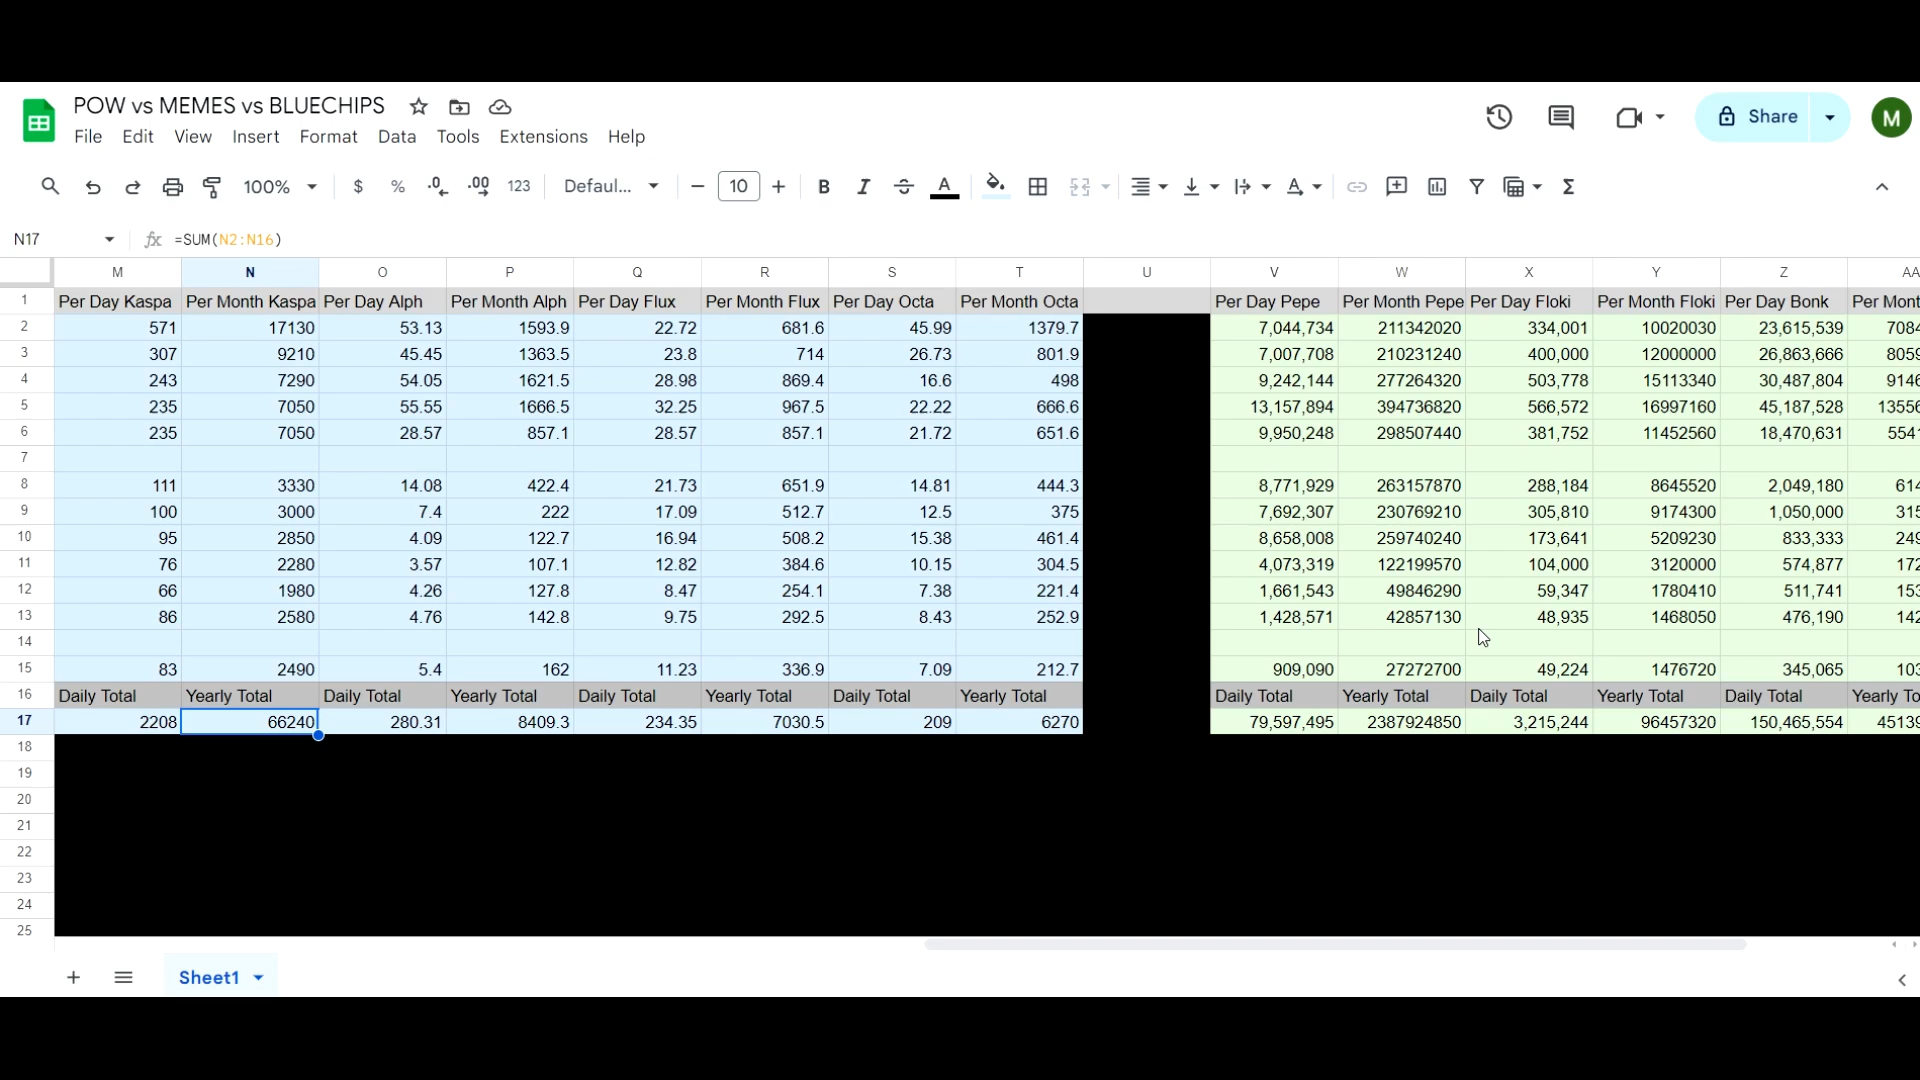 POW vs MEMES vs BLUECHIPS
File Edit View Insert Format Data Tools Extensions Help
Share
M
100% $ % .0 .00 123 Defaul... 10 B I S A Σ
N17 fx =SUM(N2:N16)
M N O P Q R S T U V W X Y Z AA
1 Per Day Kaspa Per Month Kaspa Per Day Alph Per Month Alph Per Day Flux Per Month Flux Per Day Octa Per Month Octa Per Day Pepe Per Month Pepe Per Day Floki Per Month Floki Per Day Bonk Per Mont
2 571 17130 53.13 1593.9 22.72 681.6 45.99 1379.7 7,044,734 211342020 334,001 10020030 23,615,539 7084
3 307 9210 45.45 1363.5 23.8 714 26.73 801.9 7,007,708 210231240 400,000 12000000 26,863,666 8059
4 243 7290 54.05 1621.5 28.98 869.4 16.6 498 9,242,144 277264320 503,778 15113340 30,487,804 9146
5 235 7050 55.55 1666.5 32.25 967.5 22.22 666.6 13,157,894 394736820 566,572 16997160 45,187,528 13556
6 235 7050 28.57 857.1 28.57 857.1 21.72 651.6 9,950,248 298507440 381,752 11452560 18,470,631 5541
7
8 111 3330 14.08 422.4 21.73 651.9 14.81 444.3 8,771,929 263157870 288,184 8645520 2,049,180 614
9 100 3000 7.4 222 17.09 512.7 12.5 375 7,692,307 230769210 305,810 9174300 1,050,000 315
10 95 2850 4.09 122.7 16.94 508.2 15.38 461.4 8,658,008 259740240 173,641 5209230 833,333 249
11 76 2280 3.57 107.1 12.82 384.6 10.15 304.5 4,073,319 122199570 104,000 3120000 574,877 172
12 66 1980 4.26 127.8 8.47 254.1 7.38 221.4 1,661,543 49846290 59,347 1780410 511,741 153
13 86 2580 4.76 142.8 9.75 292.5 8.43 252.9 1,428,571 42857130 48,935 1468050 476,190 142
14
15 83 2490 5.4 162 11.23 336.9 7.09 212.7 909,090 27272700 49,224 1476720 345,065 103
16 Daily Total Yearly Total Daily Total Yearly Total Daily Total Yearly Total Daily Total Yearly Total Daily Total Yearly Total Daily Total Yearly Total Daily Total Yearly To
17 2208 66240 280.31 8409.3 234.35 7030.5 209 6270 79,597,495 2387924850 3,215,244 96457320 150,465,554 45139
18
19
20
21
22
23
24
25
Sheet1